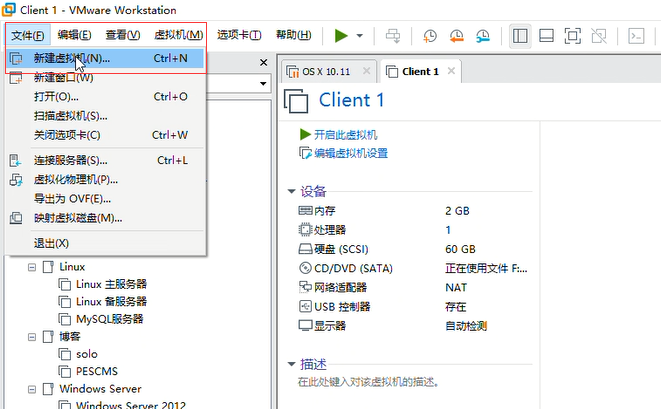 Client 1 - VMware Workstation
文件(F) 编辑(E) 查看(V) 虚拟机(M) 选项卡(T) 帮助(H)
新建虚拟机(N)... Ctrl+N
新建窗口(W)
打开(O)... Ctrl+O
扫描虚拟机(S)...
关闭选项卡(C) Ctrl+W
连接服务器(S)... Ctrl+L
虚拟化物理机(P)...
导出为 OVF(E)...
映射虚拟磁盘(M)...
退出(X)
Linux
Linux 主服务器
Linux 备服务器
MySQL服务器
博客
solo
PESCMS
Windows Server
Windows Server 2012
OS X 10.11
Client 1
Client 1
开启此虚拟机
编辑虚拟机设置
设备
内存 2 GB
处理器 1
硬盘 (SCSI) 60 GB
CD/DVD (SATA) 正在使用文件 F:...
网络适配器 NAT
USB 控制器 存在
显示器 自动检测
描述
在此处键入对该虚拟机的描述。